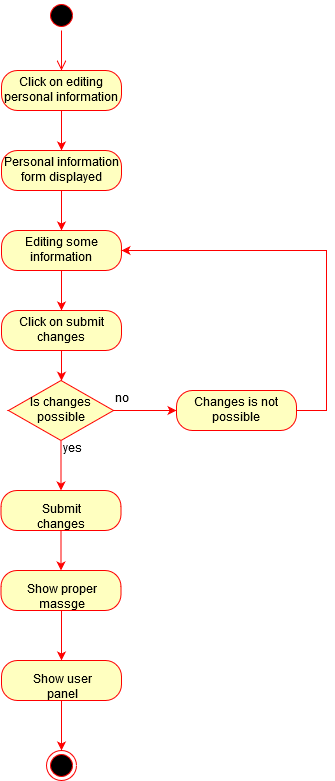 Click on editing
personal information
Personal information
form displayed
Editing some
information
Click on submit
changes
Is changes
possible
no
Changes is not
possible
yes
Submit
changes
Show proper
massge
Show user
panel